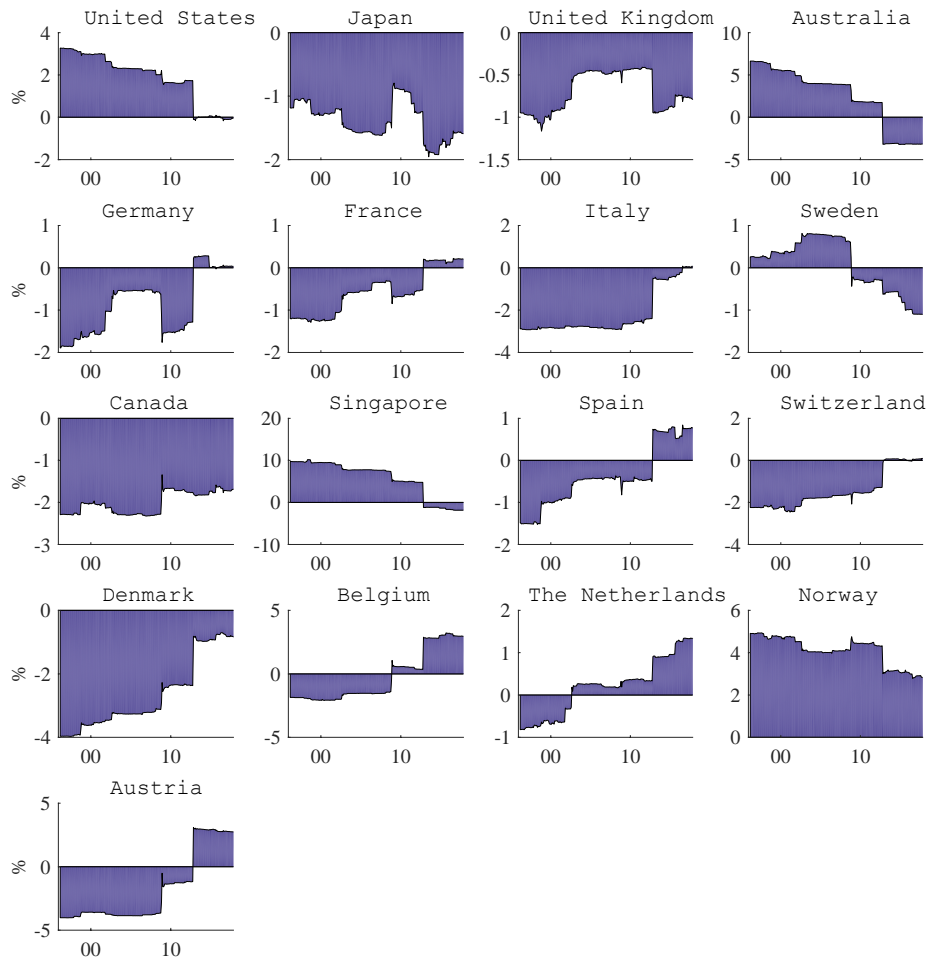 United States Japan United Kingdom Australia
4 0 0 10
2 -0.5 5
% 0 -1 -1 0
-2 -2 -1.5 -5
00 10 00 10 00 10 00 10
Germany France Italy Sweden
1 1 2 1
% 0 0 0 0
-1 -1 -2 -1
-2 -2 -4 -2
00 10 00 10 00 10 00 10
Canada Singapore Spain Switzerland
0 20 1 2
-1 10 0 0
% -2 0 -1 -2
-3 -10 -2 -4
00 10 00 10 00 10 00 10
Denmark Belgium The Netherlands Norway
0 5 2 6
1 4
% -2 0 0 2
-4 -5 -1 0
00 10 00 10 00 10 00 10
Austria
5
% 0
-5
00 10